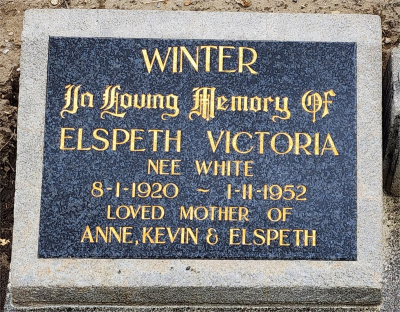 WINTER
In Loving Memory Of
ELSPETH VICTORIA
NEE WHITE
8-1-1920 ~ 1-11-1952
LOVED MOTHER OF
ANNE, KEVIN & ELSPETH